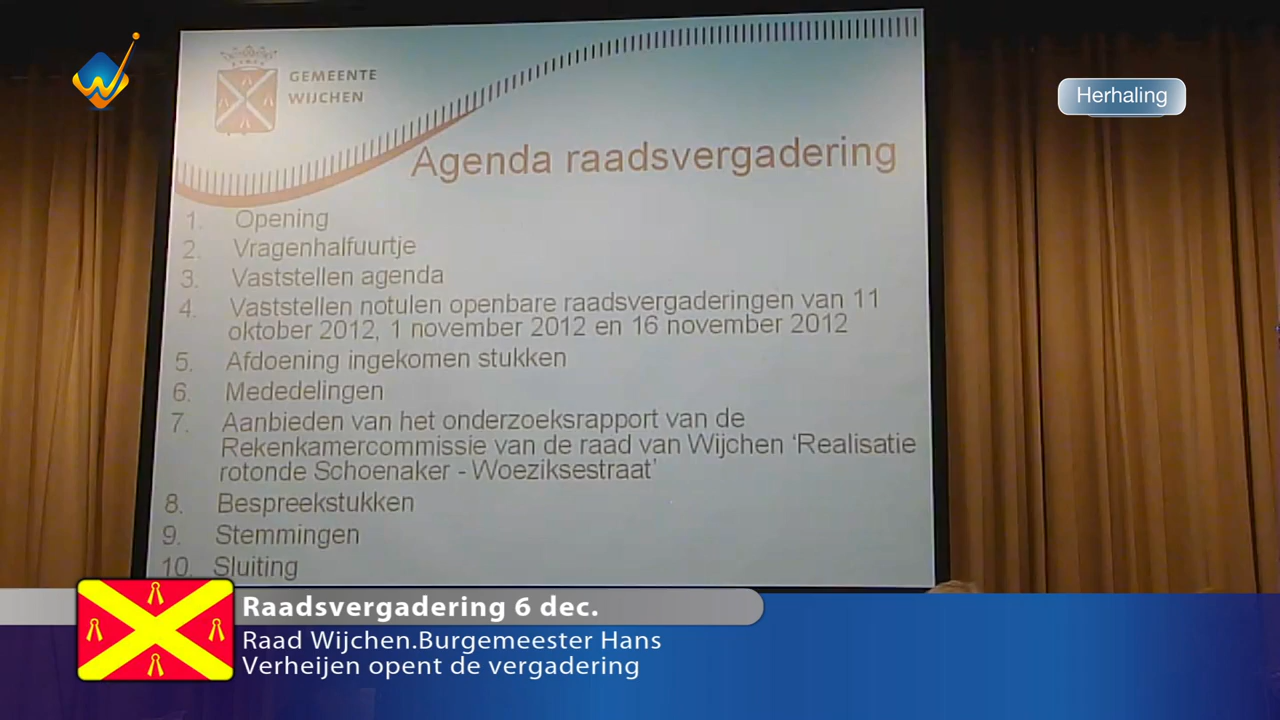 GEMEENTE
WIJCHEN
Herhaling
Agenda raadsvergadering
1. Opening
2. Vragenhalfuurtje
3. Vaststellen agenda
4. Vaststellen notulen openbare raadsvergaderingen van 11
oktober 2012, 1 november 2012 en 16 november 2012
5. Afdoening ingekomen stukken
6. Mededelingen
7. Aanbieden van het onderzoeksrapport van de
Rekenkamercommissie van de raad van Wijchen ‘Realisatie
rotonde Schoenaker - Woeziksestraat’
8. Bespreekstukken
9. Stemmingen
10. Sluiting
Raadsvergadering 6 dec.
Raad Wijchen.Burgemeester Hans
Verheijen opent de vergadering